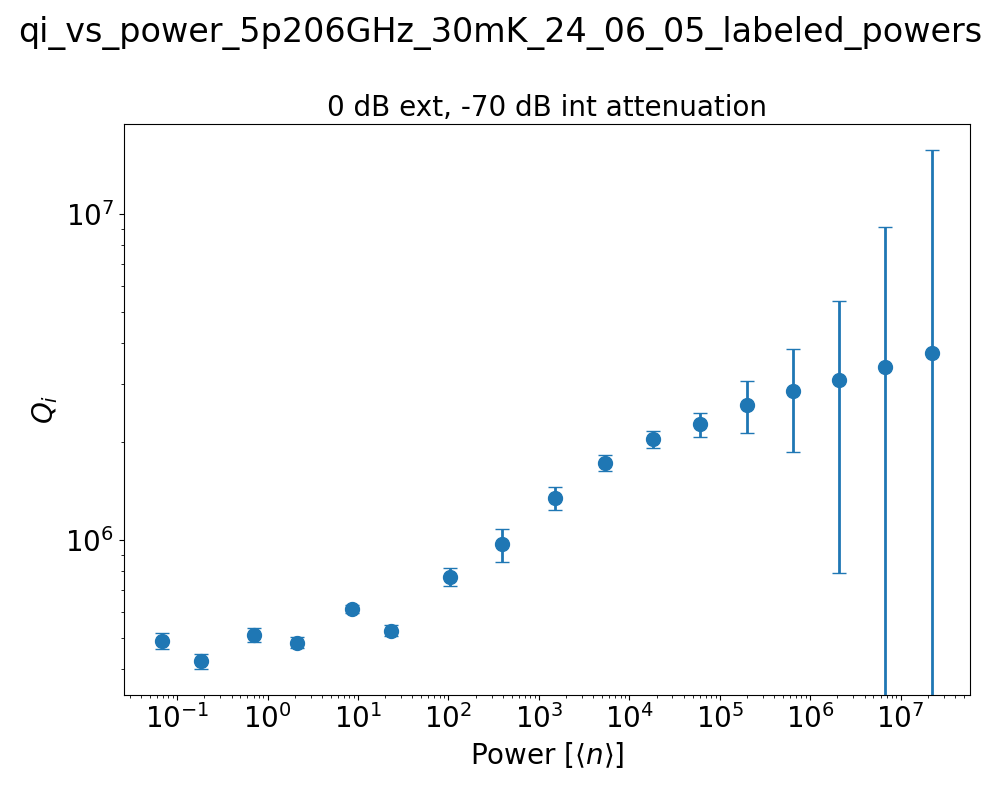 qi_vs_power_5p206GHz_30mK_24_06_05_labeled_powers
0 dB ext, -70 dB int attenuation
10⁷
10⁶
Qᵢ
10⁻¹ 10⁰ 10¹ 10² 10³ 10⁴ 10⁵ 10⁶ 10⁷
Power [⟨n⟩]